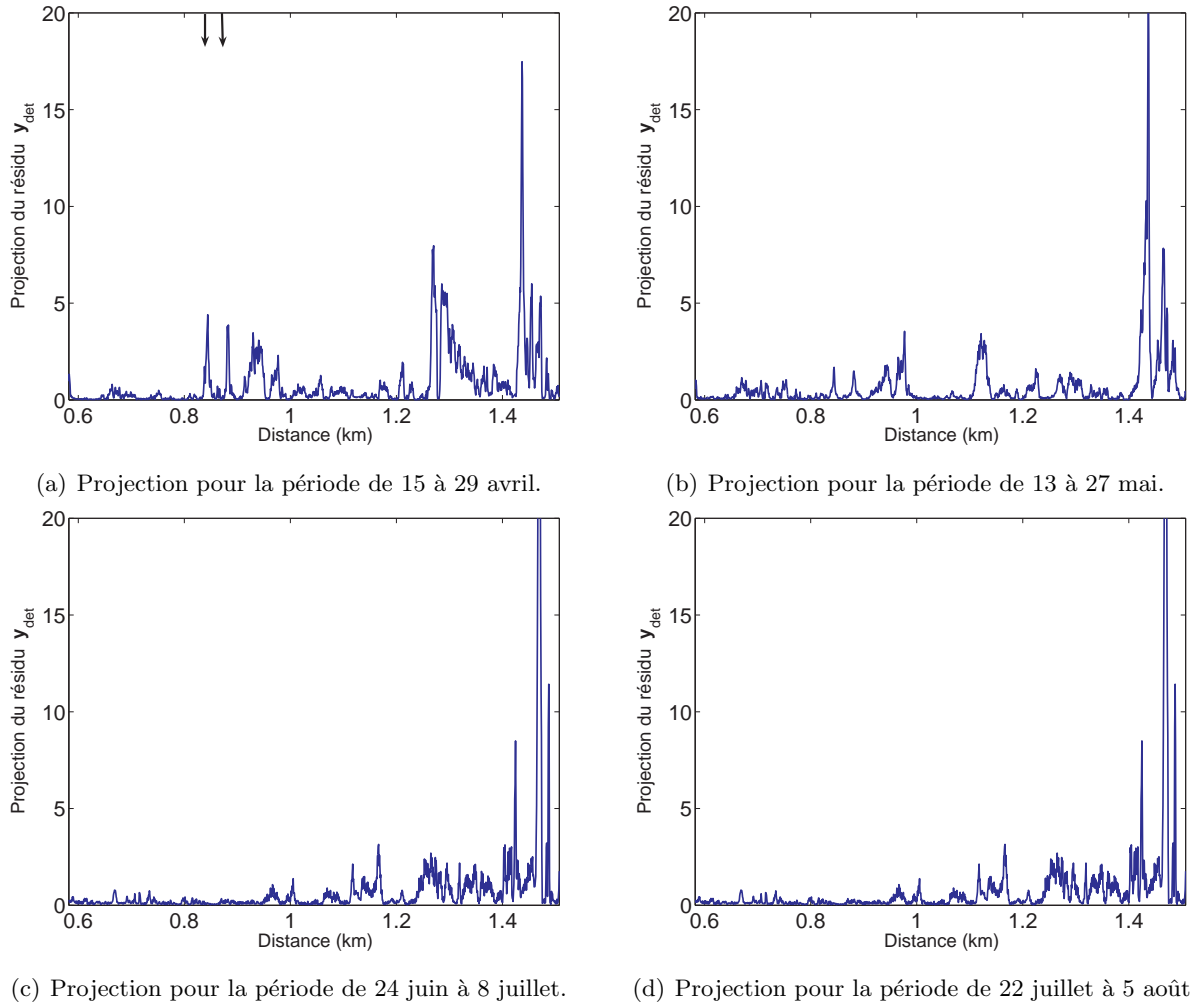 20
15
10
5
0
Projection du résidu y_det
0.6 0.8 1 1.2 1.4
Distance (km)
(a) Projection pour la période de 15 à 29 avril.
20
15
10
5
0
Projection du résidu y_det
0.6 0.8 1 1.2 1.4
Distance (km)
(b) Projection pour la période de 13 à 27 mai.
20
15
10
5
0
Projection du résidu y_det
0.6 0.8 1 1.2 1.4
Distance (km)
(c) Projection pour la période de 24 juin à 8 juillet.
20
15
10
5
0
Projection du résidu y_det
0.6 0.8 1 1.2 1.4
Distance (km)
(d) Projection pour la période de 22 juillet à 5 août